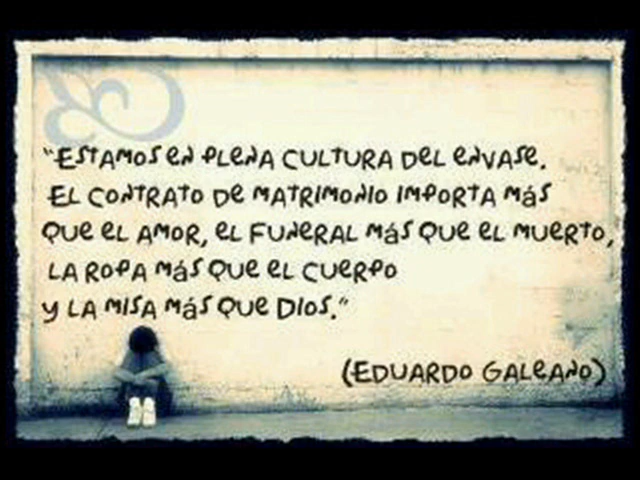 "Estamos en plena cultura del envase.
El contrato de matrimonio importa más
que el amor, el funeral más que el muerto,
la ropa más que el cuerpo
y la misa más que Dios."
(Eduardo Galeano)